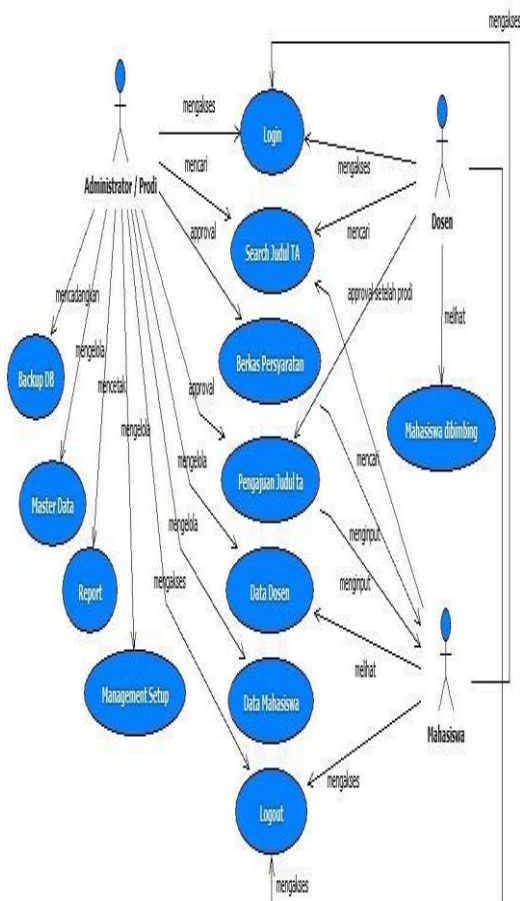 mengakses
mengakses
Login
mengakses
Administrator / Prodi
mencari
Dosen
mencari
approval
Search Judul TA
approval setelah prodi
melihat
mencadangkan
mengelola
Backup DB
mencetak
Berkas Persyaratan
approval
mengelola
Mahasiswa dibimbing
mencari
mengelola
Pengajuan Judul ta
Master Data
mengelola
menginput
mengakses
Report
Data Dosen
menginput
melihat
Management Setup
Data Mahasiswa
Mahasiswa
mengakses
Logout
mengakses